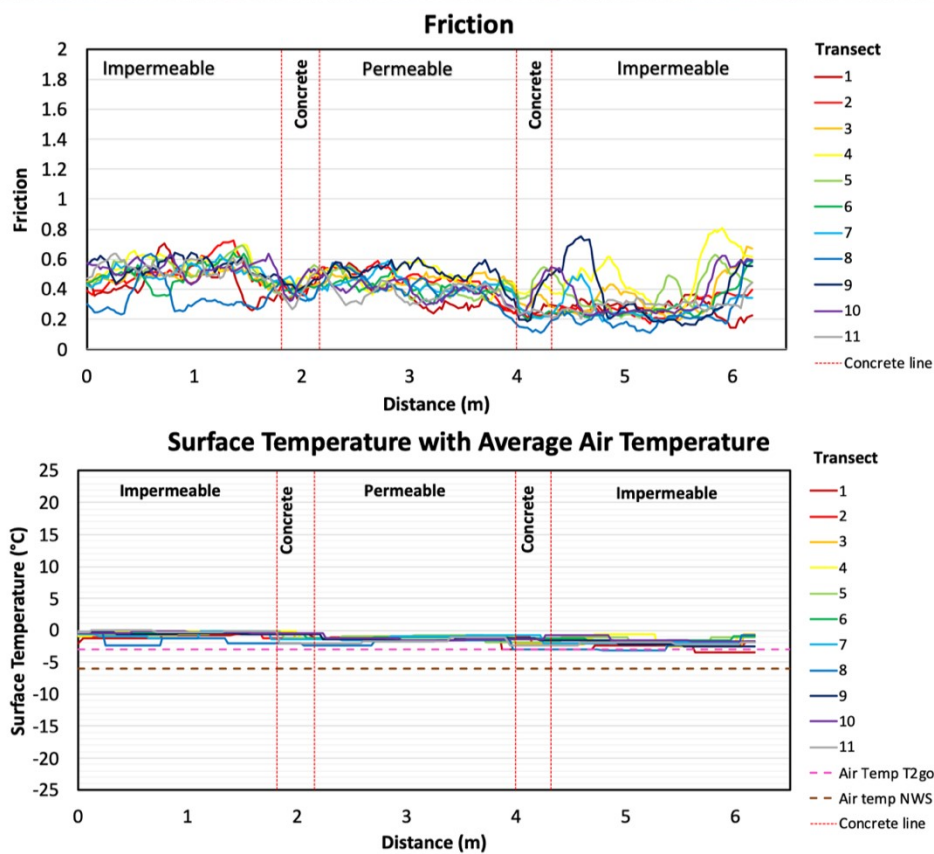 Friction
Transect
2
1.8
1.6
1.4
1.2
1
0.8
0.6
0.4
0.2
0
Friction
Impermeable
Concrete
Permeable
Concrete
Impermeable
0 1 2 3 4 5 6
Distance (m)
1
2
3
4
5
6
7
8
9
10
11
Concrete line
Surface Temperature with Average Air Temperature
Transect
25
20
15
10
5
0
-5
-10
-15
-20
-25
Surface Temperature (°C)
Impermeable
Concrete
Permeable
Concrete
Impermeable
0 1 2 3 4 5 6
Distance (m)
1
2
3
4
5
6
7
8
9
10
11
Air Temp T2go
Air temp NWS
Concrete line